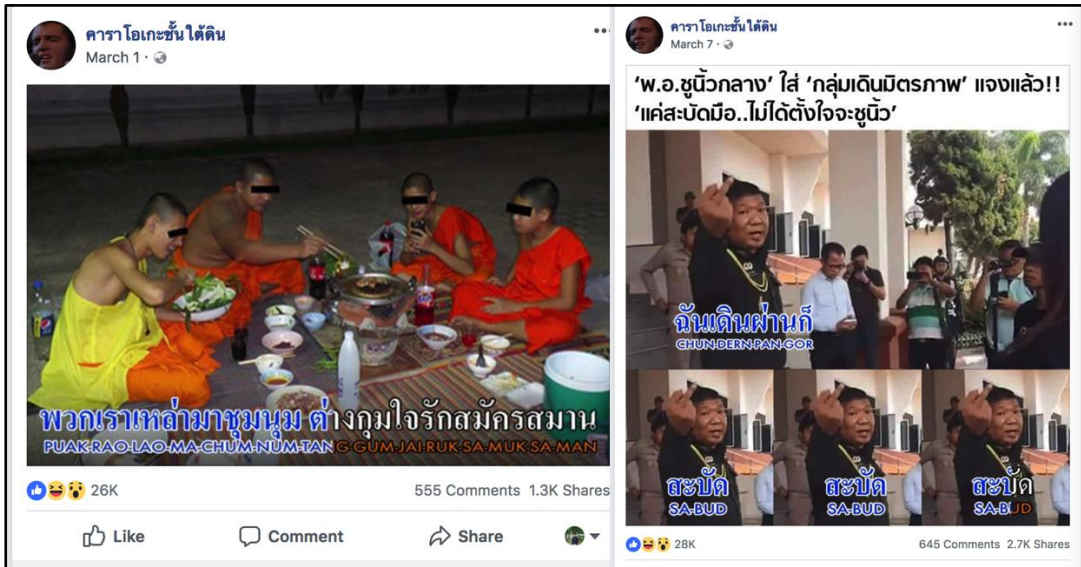 คาราโอเกะชั้นใต้ดิน
March 1
พวกเราเหล่ามาชุมนุม ต่างกุมใจรักสมัครสมาน
PUAK-RAO-LAO-MA-CHUM-NUM-TANG-GUM-JAI-RUK-SA-MUK-SA-MAN
26K
555 Comments 1.3K Shares
Like Comment Share
คาราโอเกะชั้นใต้ดิน
March 7
'พ.อ.ชูนิ้วกลาง' ใส่ 'กลุ่มเดินมิตรภาพ' แจงแล้ว!!
'แค่สะบัดมือ..ไม่ได้ตั้งใจจะชูนิ้ว'
ฉันเดินผ่านก็
CHUN-DERN-PAN-GOR
สะบัด สะบัด สะบัด
SA-BUD SA-BUD SA-BUD
28K
645 Comments 2.7K Shares